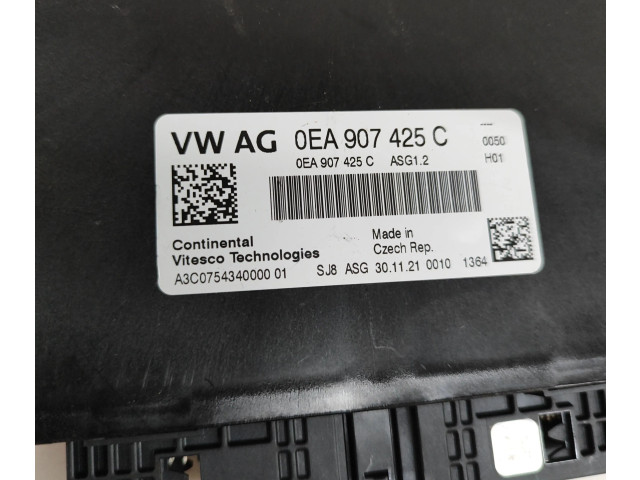 VW AG 0EA 907 425 C
0EA 907 425 C ASG1.2
0050
H01
Continental
Vitesco Technologies
Made in
Czech Rep.
A3C0754340000 01 SJ8 ASG 30.11.21 0010 1364